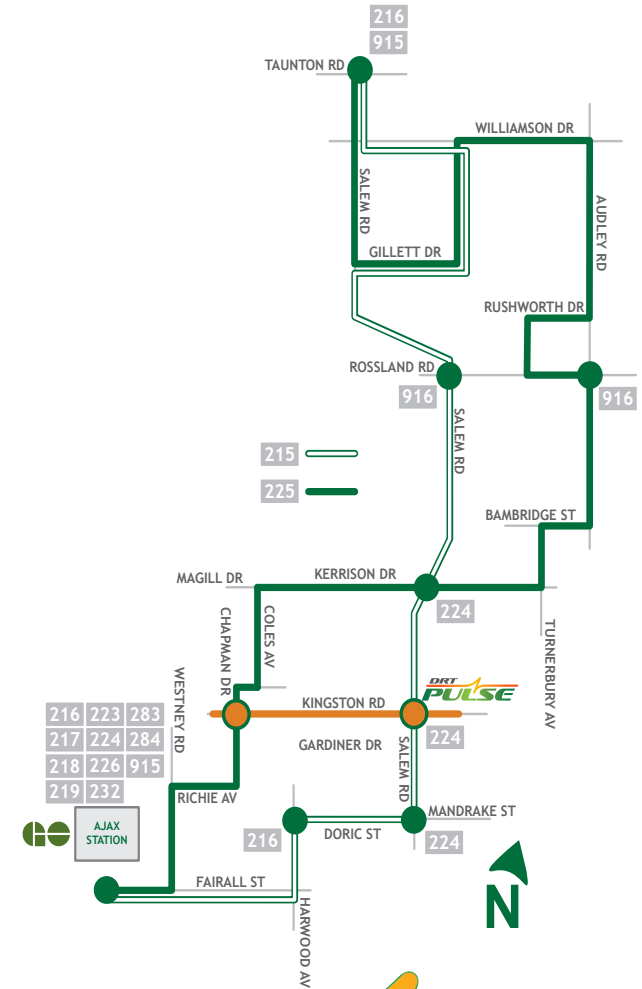 216
915
TAUNTON RD
WILLIAMSON DR
SALEM RD
AUDLEY RD
GILLETT DR
RUSHWORTH DR
ROSSLAND RD
916
916
SALEM RD
215
225
BAMBRIDGE ST
MAGILL DR
KERRISON DR
224
CHAPMAN DR
COLES AV
TURNERBURY AV
WESTNEY RD
DRT
PULSE
KINGSTON RD
216 223 283
217 224 284
218 226 915
219 232
224
GARDINER DR
SALEM RD
RICHIE AV
MANDRAKE ST
GO
AJAX
STATION
216
DORIC ST
224
FAIRALL ST
HARWOOD AV
N